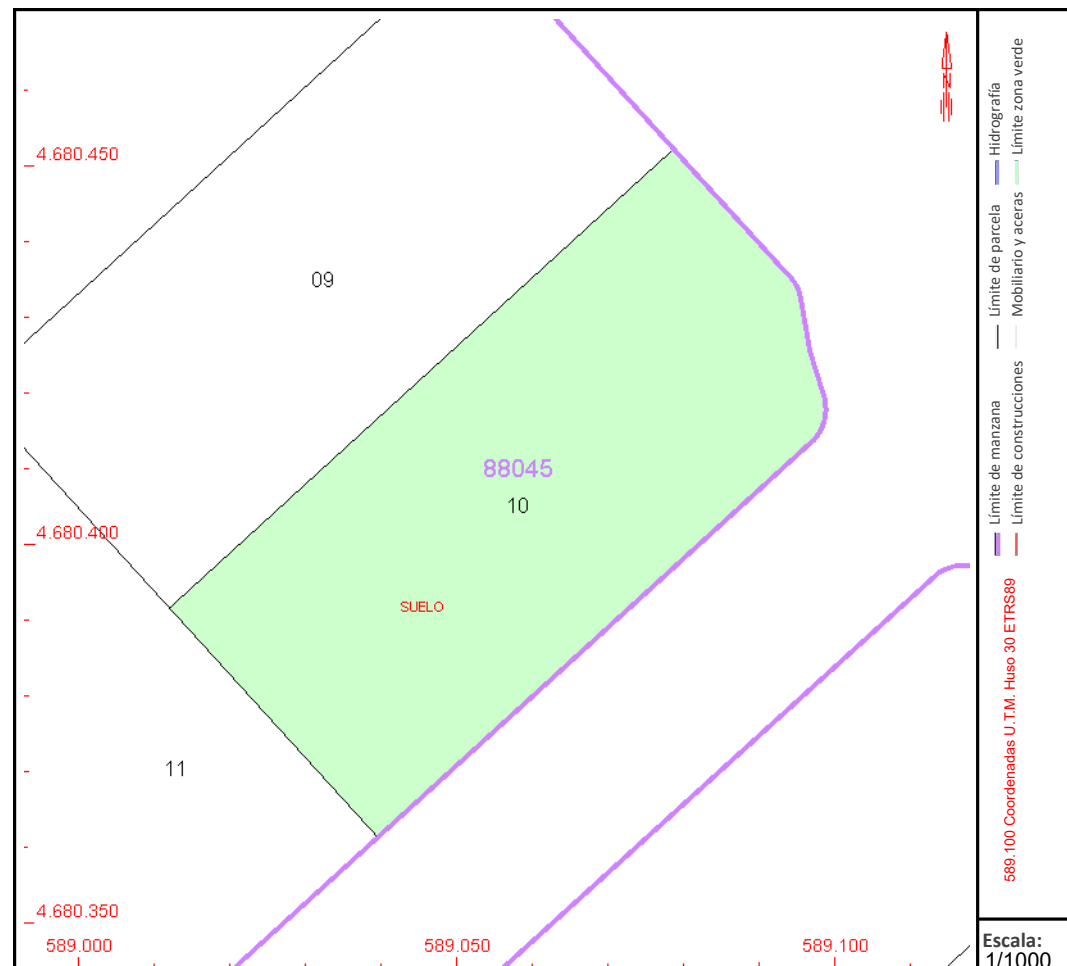 4.680.450
09
88045
10
4.680.400
SUELO
11
4.680.350
589.000
589.050
589.100
N
Límite de manzana
Límite de parcela
Hidrografía
Límite de construcciones
Mobiliario y aceras
Límite zona verde
589.100 Coordenadas U.T.M. Huso 30 ETRS89
Escala:
1/1000